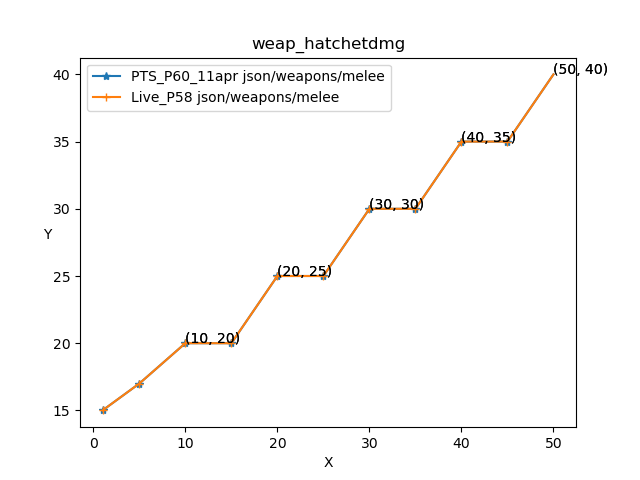 weap_hatchetdmg
PTS_P60_11apr json/weapons/melee
Live_P58 json/weapons/melee
(50, 40)
(40, 35)
(30, 30)
(20, 25)
(10, 20)
40
35
30
25
20
15
Y
0 10 20 30 40 50
X